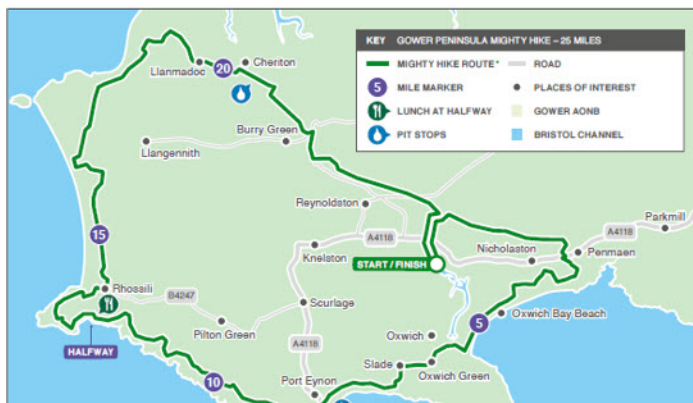 KEY GOWER PENINSULA MIGHTY HIKE – 25 MILES
MIGHTY HIKE ROUTE*
ROAD
5
MILE MARKER
PLACES OF INTEREST
LUNCH AT HALFWAY
GOWER AONB
PIT STOPS
BRISTOL CHANNEL
Cheriton
Llanmadoc
20
Burry Green
Llangennith
Reynoldston
Parkmill
15
A4118
A4118
Knelston
Nicholaston
Penmaen
START / FINISH
Rhossili
B4247
Scurlage
Oxwich Bay Beach
Pilton Green
5
Oxwich
HALFWAY
A4118
Slade
Oxwich Green
10
Port Eynon